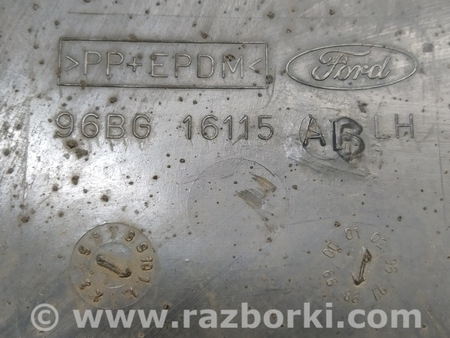 >PP+EPDM< Ford
96BG 16115 AB LH
www.razborki.com